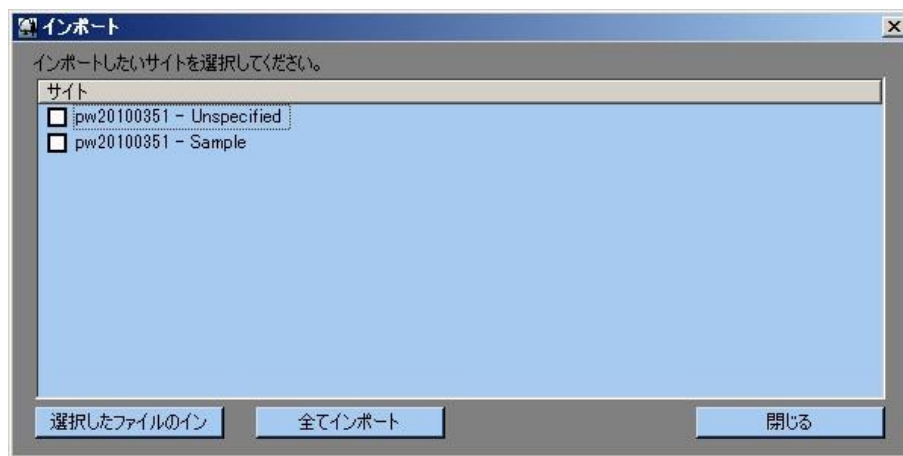 インポート
インポートしたいサイトを選択してください。
サイト
pw20100351 - Unspecified
pw20100351 - Sample
選択したファイルのイン
全てインポート
閉じる